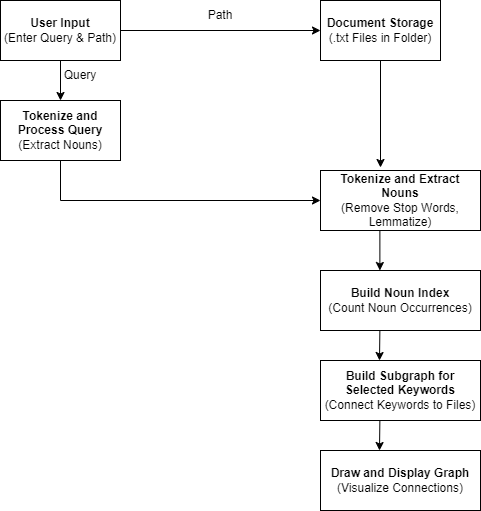 User Input
(Enter Query & Path)
Path
Document Storage
(.txt Files in Folder)
Query
Tokenize and
Process Query
(Extract Nouns)
Tokenize and Extract
Nouns
(Remove Stop Words,
Lemmatize)
Build Noun Index
(Count Noun Occurrences)
Build Subgraph for
Selected Keywords
(Connect Keywords to Files)
Draw and Display Graph
(Visualize Connections)